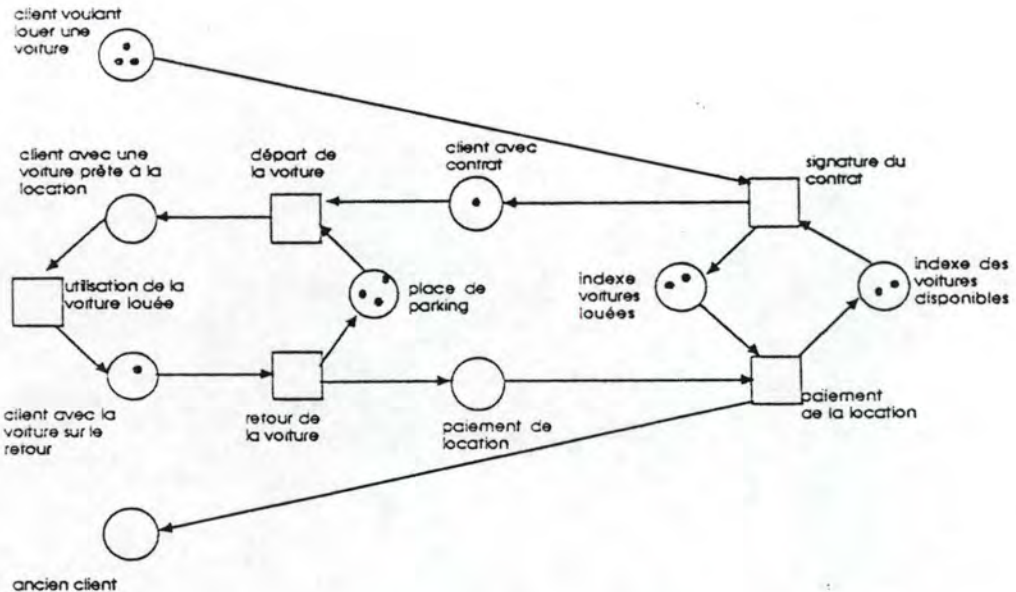 client voulant
louer une
voiture
client avec une
voiture prête à la
location
départ de
la voiture
client avec
contrat
signature du
contrat
utilisation de la
voiture louée
place de
parking
indexe
voitures
louées
indexe des
voitures
disponibles
client avec la
voiture sur le
retour
retour de
la voiture
paiement de
location
paiement
de la location
ancien client